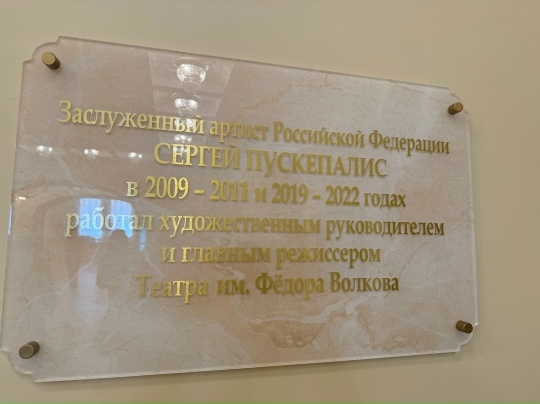 Заслуженный артист Российской Федерации
СЕРГЕЙ ПУСКЕПАЛИС
в 2009 – 2011 и 2019 – 2022 годах
работал художественным руководителем
и главным режиссером
Театра им. Фёдора Волкова